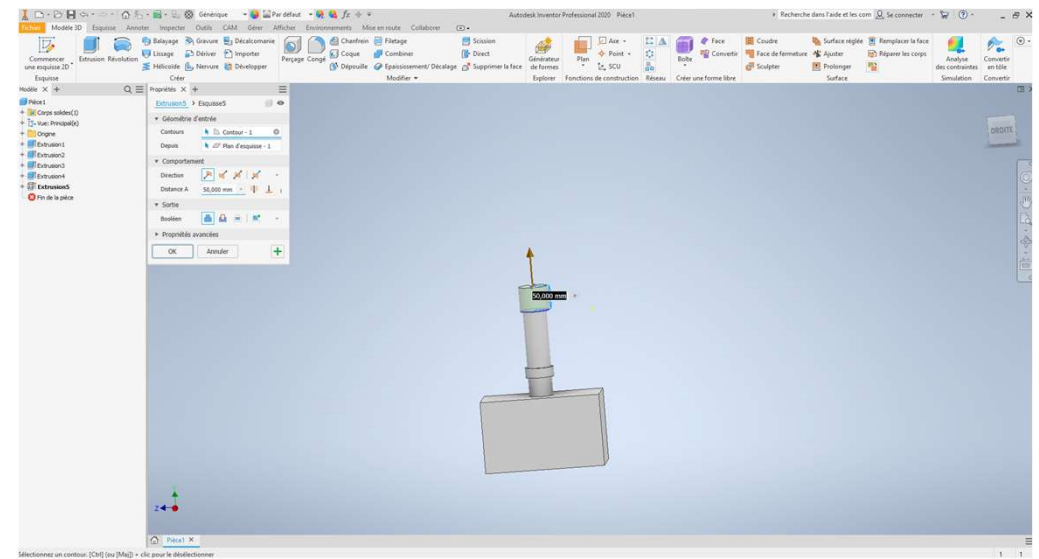 Générique
Par défaut
Autodesk Inventor Professional 2020 Pièce1
Recherche dans l'aide et les com
Se connecter
Fichier Modèle 3D Esquisse Annoter Inspecter Outils CAM Gérer Afficher Environnements Mise en route Collaborer
Commencer une esquisse 2D
Extrusion Révolution
Balayage Gravure Décalcomanie
Lissage Dériver Importer
Hélicoïde Nervure Développer
Perçage Congé
Chanfrein Filetage
Coque Combiner
Dépouille Epaississement/ Décalage
Scission
Direct
Supprimer la face
Générateur de formes
Plan
Axe
Point
SCU
Boîte
Face
Convertir
Coudre
Face de fermeture
Sculpter
Surface réglée
Ajuster
Prolonger
Remplacer la face
Réparer les corps
Analyse des contraintes
Convertir en tôle
Esquisse Créer Modifier Explorer Fonctions de construction Réseau Créer une forme libre Surface Simulation Convertir
Modèle X +
Pièce1
Corps solides(1)
Vue: Principal(e)
Origine
Extrusion1
Extrusion2
Extrusion3
Extrusion4
Extrusion5
Fin de la pièce
Propriétés X +
Extrusion5 > Esquisse5
Géométrie d'entrée
Contours Contour - 1
Depuis Plan d'esquisse - 1
Comportement
Direction
Distance A 50,000 mm
Sortie
Booléen
Propriétés avancées
OK Annuler
DROITE
50,000 mm
Y
Z
Pièce1 X
Sélectionnez un contour. [Ctrl] (ou [Maj]) + clic pour le désélectionner
1 1